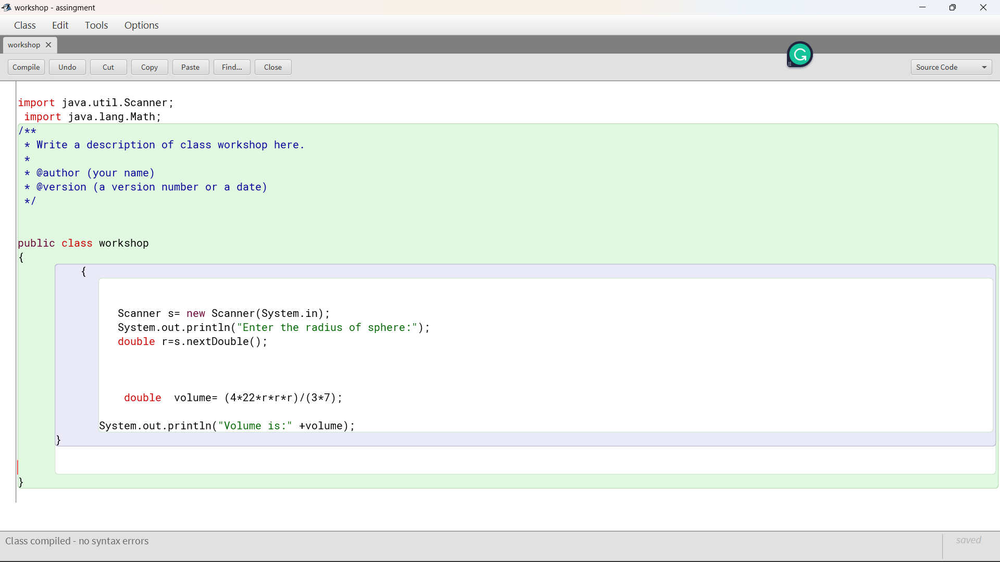 workshop - assingment
Class Edit Tools Options
workshop
Compile Undo Cut Copy Paste Find... Close Source Code
import java.util.Scanner;
import java.lang.Math;
/**
* Write a description of class workshop here.
*
* @author (your name)
* @version (a version number or a date)
*/
public class workshop
{
{
Scanner s= new Scanner(System.in);
System.out.println("Enter the radius of sphere:");
double r=s.nextDouble();
double  volume= (4*22*r*r*r)/(3*7);
System.out.println("Volume is:" +volume);
}
}
Class compiled - no syntax errors
saved